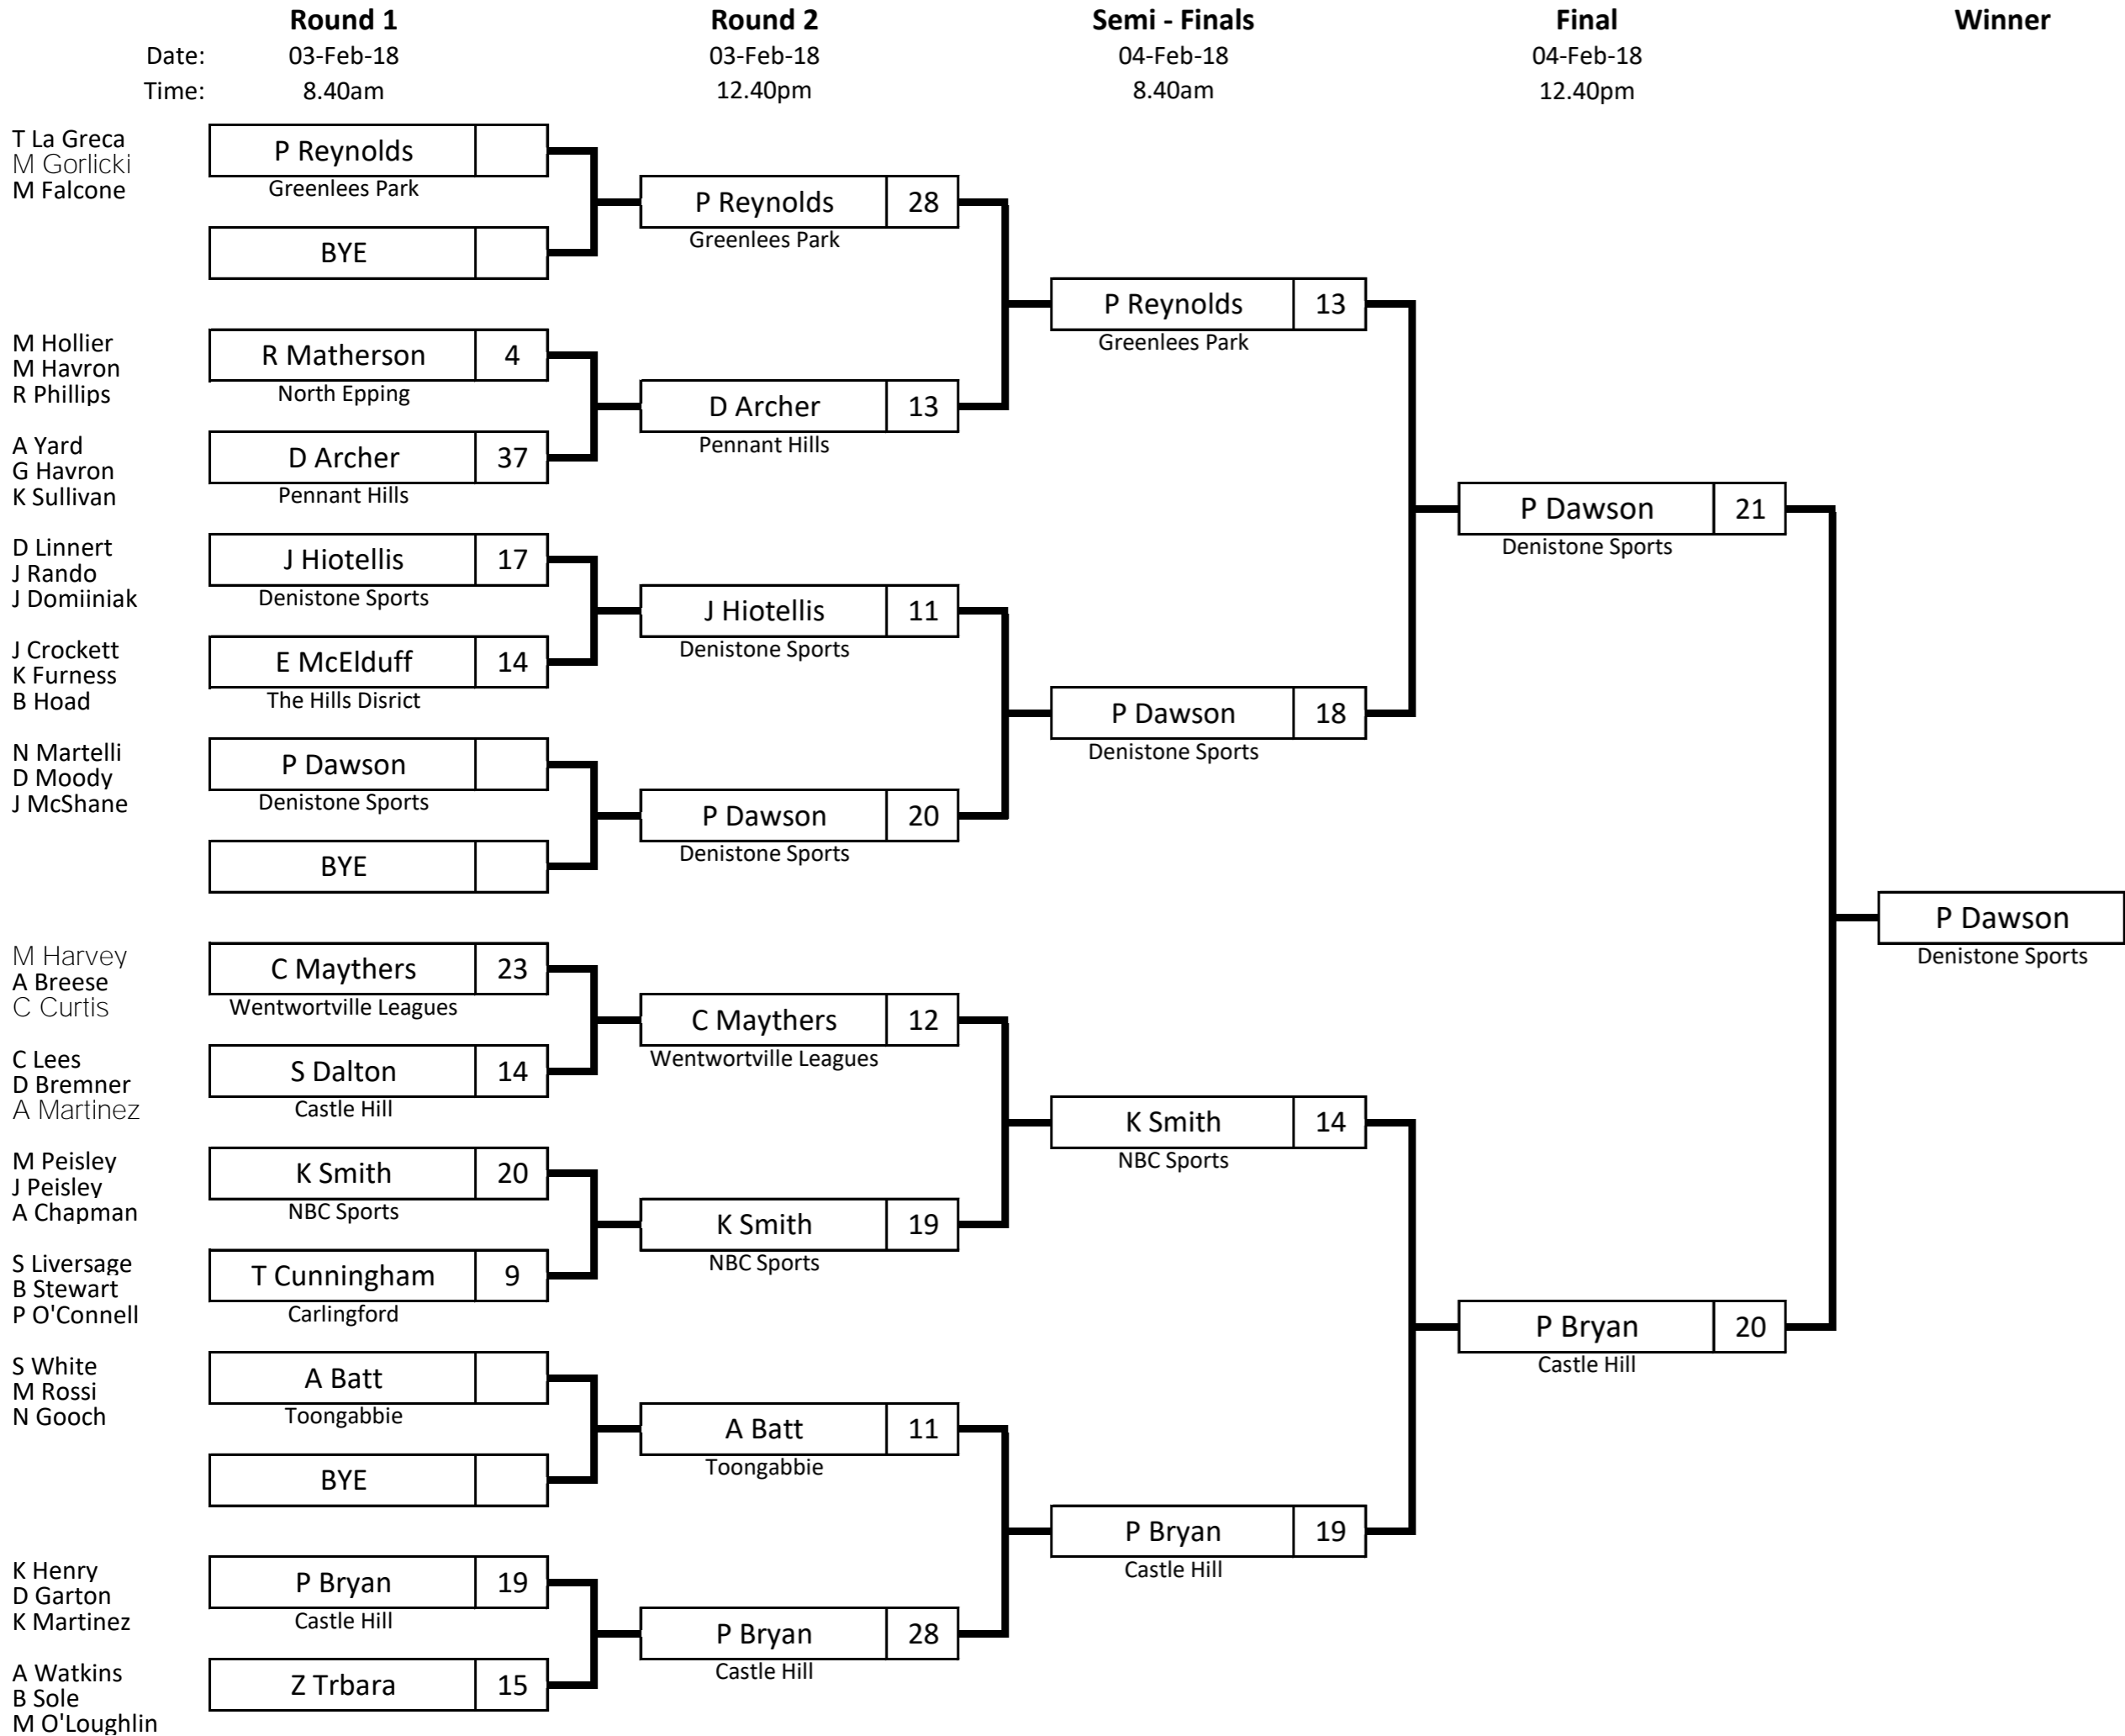 Round 1 Round 2 Semi - Finals Final Winner
Date: 03-Feb-18 03-Feb-18 04-Feb-18 04-Feb-18
Time: 8.40am 12.40pm 8.40am 12.40pm
T La Greca
M Gorlicki
M Falcone
P Reynolds
Greenlees Park
BYE
M Hollier
M Havron
R Phillips
R Matherson 4
North Epping
A Yard
G Havron
K Sullivan
D Archer 37
Pennant Hills
D Linnert
J Rando
J Domiiniak
J Hiotellis 17
Denistone Sports
J Crockett
K Furness
B Hoad
E McElduff 14
The Hills Disrict
N Martelli
D Moody
J McShane
P Dawson
Denistone Sports
BYE
M Harvey
A Breese
C Curtis
C Maythers 23
Wentwortville Leagues
C Lees
D Bremner
A Martinez
S Dalton 14
Castle Hill
M Peisley
J Peisley
A Chapman
K Smith 20
NBC Sports
S Liversage
B Stewart
P O'Connell
T Cunningham 9
Carlingford
S White
M Rossi
N Gooch
A Batt
Toongabbie
BYE
K Henry
D Garton
K Martinez
P Bryan 19
Castle Hill
A Watkins
B Sole
M O'Loughlin
Z Trbara 15
P Reynolds 28
Greenlees Park
D Archer 13
Pennant Hills
J Hiotellis 11
Denistone Sports
P Dawson 20
Denistone Sports
C Maythers 12
Wentwortville Leagues
K Smith 19
NBC Sports
A Batt 11
Toongabbie
P Bryan 28
Castle Hill
P Reynolds 13
Greenlees Park
P Dawson 18
Denistone Sports
K Smith 14
NBC Sports
P Bryan 19
Castle Hill
P Dawson 21
Denistone Sports
P Bryan 20
Castle Hill
P Dawson
Denistone Sports